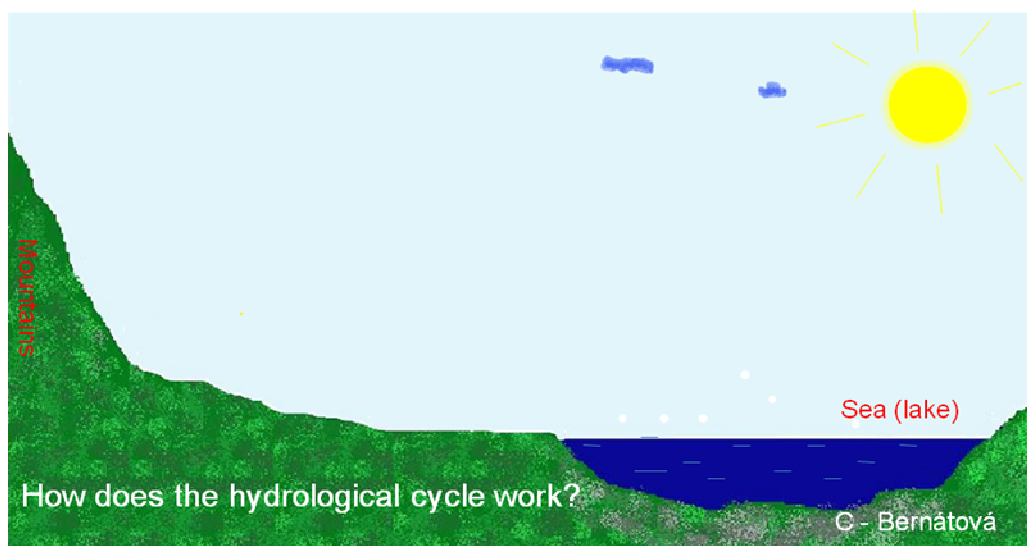 Mountains
Sea (lake)
How does the hydrological cycle work?
C - Bernátová